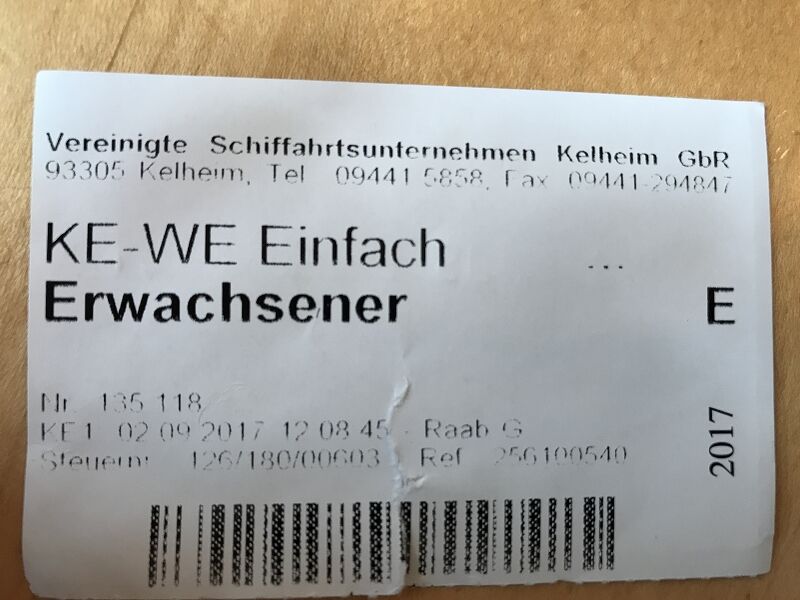 Vereinigte Schiffahrtsunternehmen Kelheim GbR
93305 Kelheim, Tel 09441 5858, Fax 09441-294847
KE-WE Einfach ...
Erwachsener E
Nr. 135 118
KE1 02 09 2017 12 08 45 - Raab G
Steuernr 126/180/00603 Ref 256100540
2017